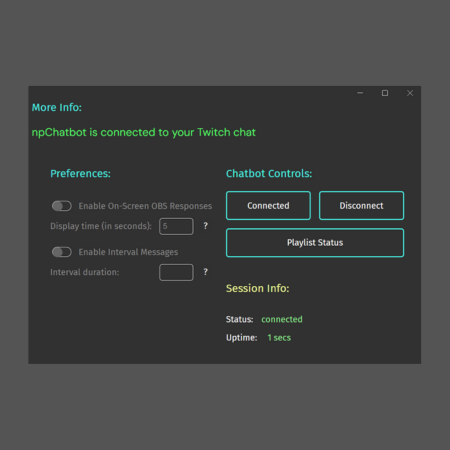 More Info:
npChatbot is connected to your Twitch chat
Preferences:
Enable On-Screen OBS Responses
Display time (in seconds): 5 ?
Enable Interval Messages
Interval duration: ?
Chatbot Controls:
Connected Disconnect
Playlist Status
Session Info:
Status: connected
Uptime: 1 secs